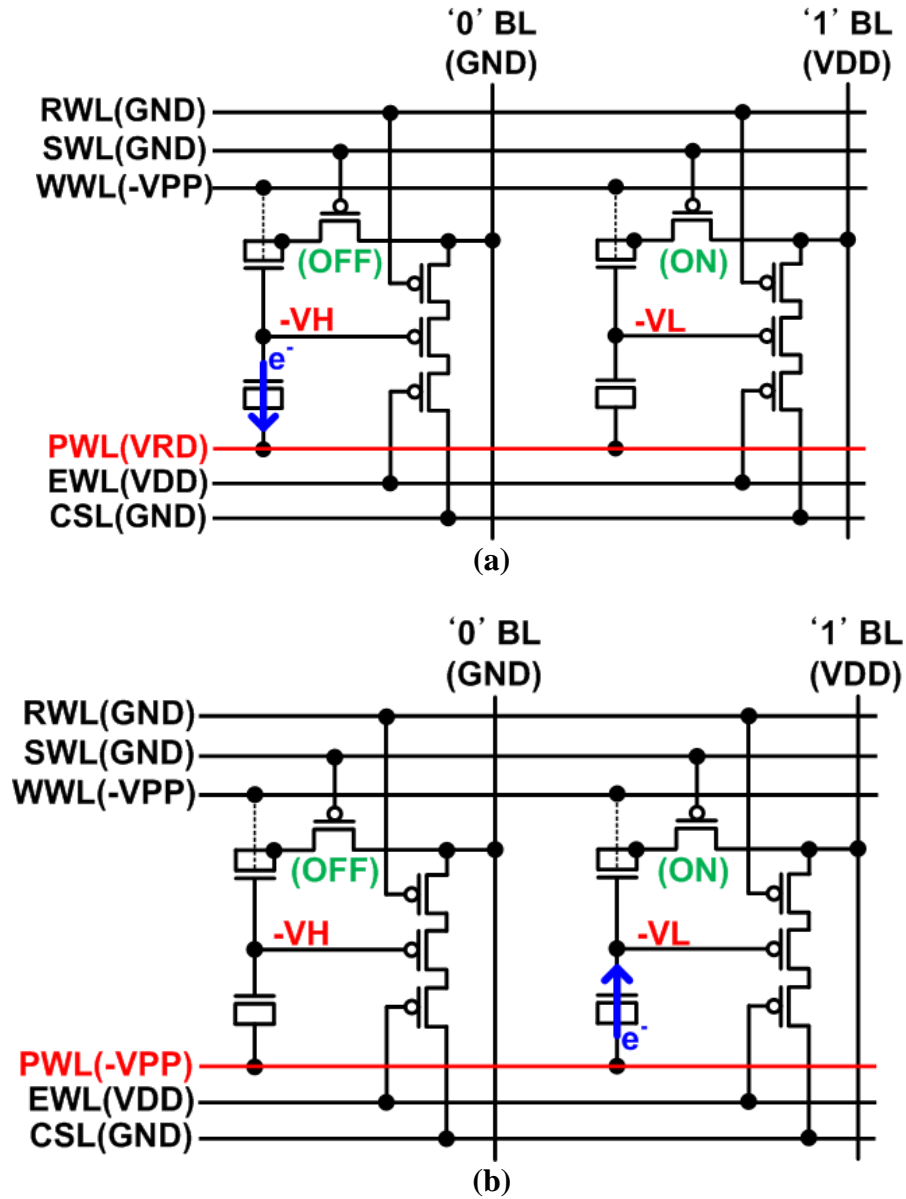 ‘0’ BL ‘1’ BL
(GND) (VDD)
RWL(GND)
SWL(GND)
WWL(-VPP)
(OFF) (ON)
-VH -VL
e-
PWL(VRD)
EWL(VDD)
CSL(GND)
(a)
‘0’ BL ‘1’ BL
(GND) (VDD)
RWL(GND)
SWL(GND)
WWL(-VPP)
(OFF) (ON)
-VH -VL
e-
PWL(-VPP)
EWL(VDD)
CSL(GND)
(b)